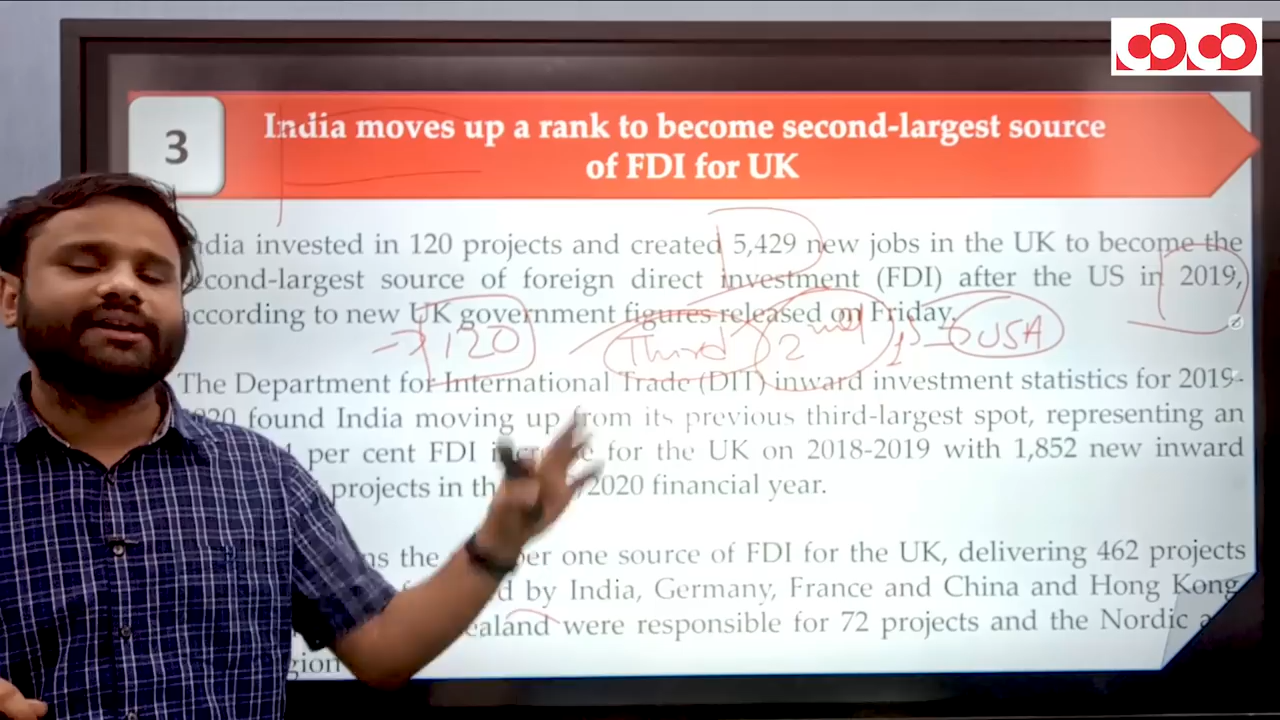 3
India moves up a rank to become second-largest source
of FDI for UK
dia invested in 120 projects and created 5,429 new jobs in the UK to become the
econd-largest source of foreign direct investment (FDI) after the US in 2019,
according to new UK government figures released on Friday.
→ 120 Third 2nd 1st USA
The Department for International Trade (DIT) inward investment statistics for 2019-
found India moving up from its previous third-largest spot, representing an
per cent FDI for the UK on 2018-2019 with 1,852 new inward
projects in 2020 financial year.
one source of FDI for the UK, delivering 462 projects
by India, Germany, France and China and Hong Kong
ealand were responsible for 72 projects and the Nordic
gion